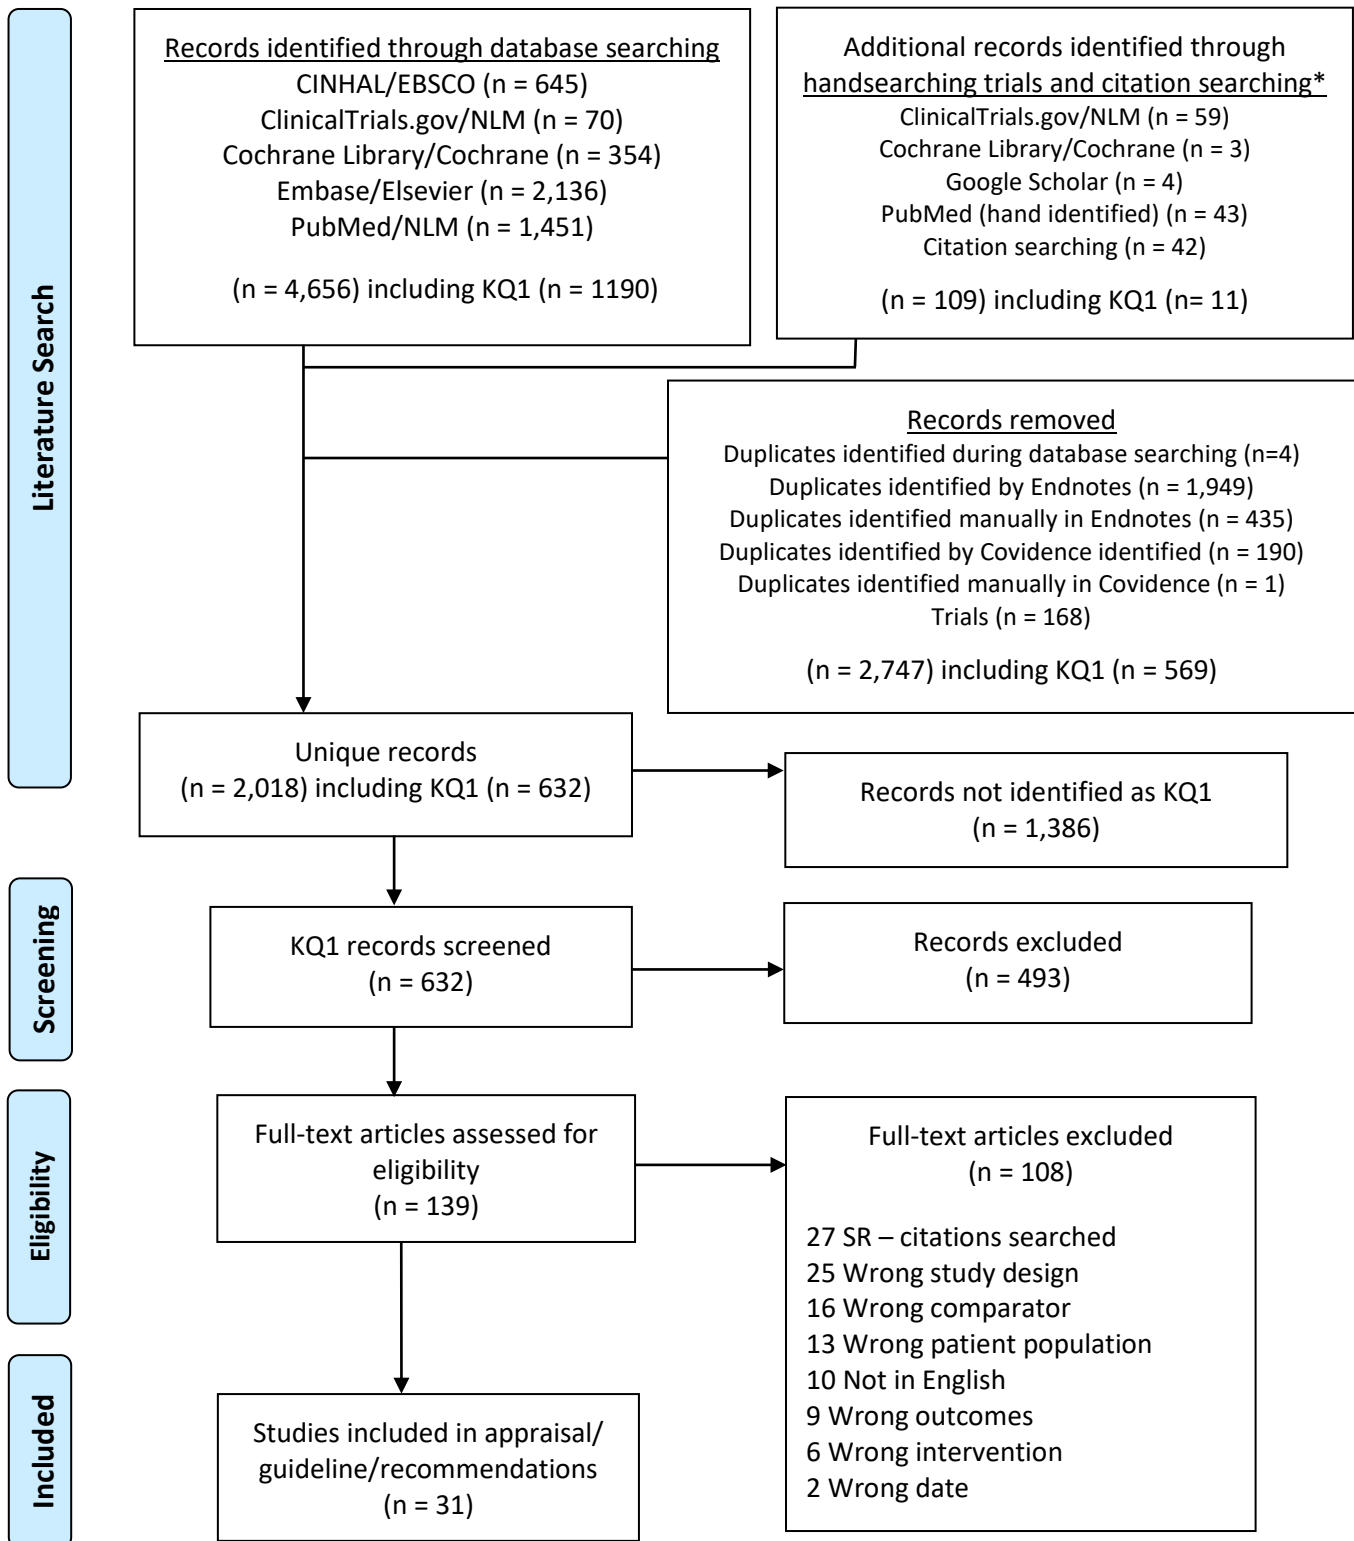 Literature Search
Records identified through database searching
CINHAL/EBSCO (n = 645)
ClinicalTrials.gov/NLM (n = 70)
Cochrane Library/Cochrane (n = 354)
Embase/Elsevier (n = 2,136)
PubMed/NLM (n = 1,451)
(n = 4,656) including KQ1 (n = 1190)
Additional records identified through
handsearching trials and citation searching*
ClinicalTrials.gov/NLM (n = 59)
Cochrane Library/Cochrane (n = 3)
Google Scholar (n = 4)
PubMed (hand identified) (n = 43)
Citation searching (n = 42)
(n = 109) including KQ1 (n= 11)
Records removed
Duplicates identified during database searching (n=4)
Duplicates identified by Endnotes (n = 1,949)
Duplicates identified manually in Endnotes (n = 435)
Duplicates identified by Covidence identified (n = 190)
Duplicates identified manually in Covidence (n = 1)
Trials (n = 168)
(n = 2,747) including KQ1 (n = 569)
Unique records
(n = 2,018) including KQ1 (n = 632)
Records not identified as KQ1
(n = 1,386)
Screening
KQ1 records screened
(n = 632)
Records excluded
(n = 493)
Eligibility
Full-text articles assessed for
eligibility
(n = 139)
Full-text articles excluded
(n = 108)
27 SR – citations searched
25 Wrong study design
16 Wrong comparator
13 Wrong patient population
10 Not in English
9 Wrong outcomes
6 Wrong intervention
2 Wrong date
Included
Studies included in appraisal/
guideline/recommendations
(n = 31)